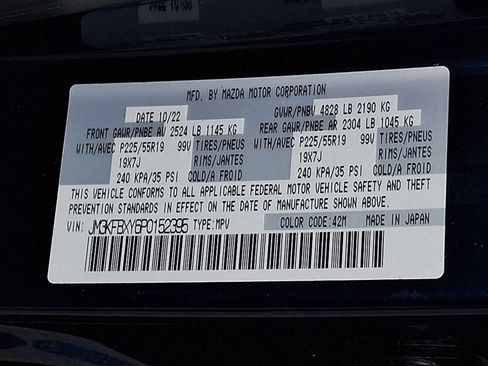 MFD. BY MAZDA MOTOR CORPORATION
DATE 10/22 GVWR/PNBV 4828 LB 2190 KG
FRONT GAWR/PNBE AV 2524 LB 1145 KG REAR GAWR/PNBE AR 2304 LB 1045 KG
WITH/AVEC P225/55R19 99V TIRES/PNEUS WITH/AVEC P225/55R19 99V TIRES/PNEUS
19X7J RIMS/JANTES 19X7J RIMS/JANTES
240 KPA/35 PSI COLD/A FROID 240 KPA/35 PSI COLD/A FROID
THIS VEHICLE CONFORMS TO ALL APPLICABLE FEDERAL MOTOR VEHICLE SAFETY AND THEFT
PREVENTION STANDARDS IN EFFECT ON THE DATE OF MANUFACTURE SHOWN ABOVE.
VIN: JM3KFBXY6P0152395 TYPE:MPV COLOR CODE:42M MADE IN JAPAN